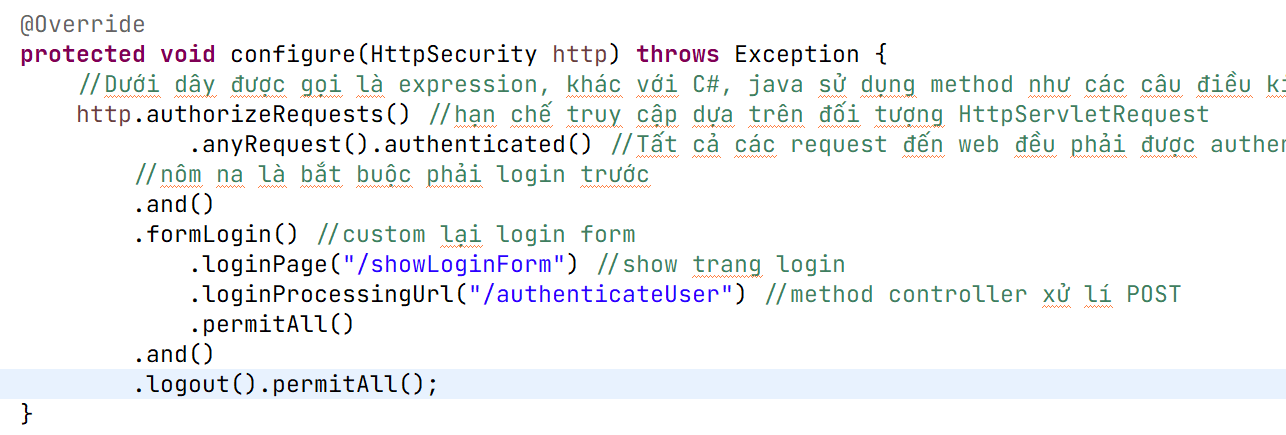 @Override
protected void configure(HttpSecurity http) throws Exception {
//Dưới dây được gọi là expression, khác với C#, java sử dụng method như các câu điều
http.authorizeRequests() //hạn chế truy cập dựa trên đối tượng HttpServletRequest
.anyRequest().authenticated() //Tất cả các request đến web đều phải được
//nôm na là bắt buộc phải login trước
.and()
.formLogin() //custom lại login form
.loginPage("/showLoginForm") //show trang login
.loginProcessingUrl("/authenticateUser") //method controller xử lí POST
.permitAll()
.and()
.logout().permitAll();
}